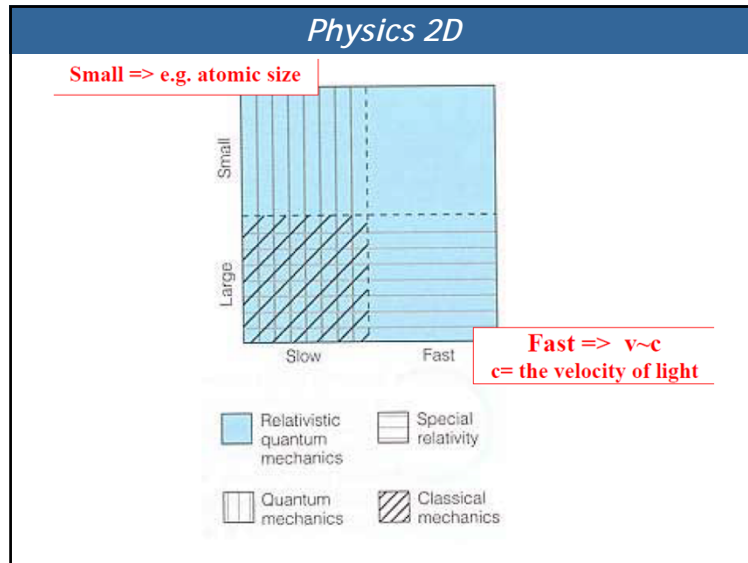 Physics 2D
Small => e.g. atomic size
Small
Large
Slow
Fast
Fast => v~c
c= the velocity of light
Relativistic
quantum
mechanics
Special
relativity
Quantum
mechanics
Classical
mechanics